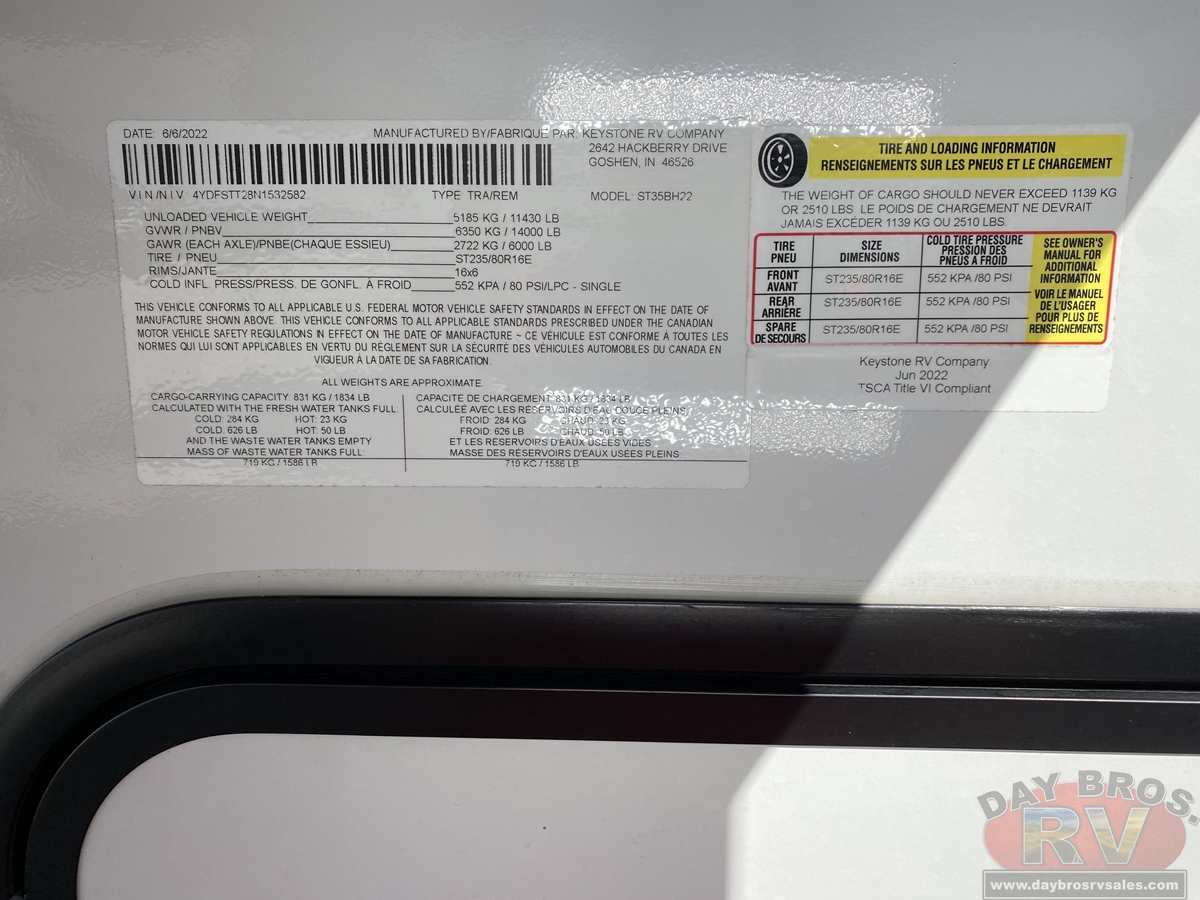 DATE: 6/6/2022 MANUFACTURED BY/FABRIQUE PAR: KEYSTONE RV COMPANY
2642 HACKBERRY DRIVE
GOSHEN, IN 46526
V I N /N I V 4YDFSTT28N1532582 TYPE TRA/REM MODEL: ST35BH22
UNLOADED VEHICLE WEIGHT 5185 KG / 11430 LB
GVWR / PNBV 6350 KG / 14000 LB
GAWR (EACH AXLE)/PNBE(CHAQUE ESSIEU) 2722 KG / 6000 LB
TIRE / PNEU ST235/80R16E
RIMS/JANTE 16x6
COLD INFL. PRESS/PRESS. DE GONFL. À FROID 552 KPA / 80 PSI/LPC - SINGLE
THIS VEHICLE CONFORMS TO ALL APPLICABLE U.S. FEDERAL MOTOR VEHICLE SAFETY STANDARDS IN EFFECT ON THE DATE OF
MANUFACTURE SHOWN ABOVE. THIS VEHICLE CONFORMS TO ALL APPLICABLE STANDARDS PRESCRIBED UNDER THE CANADIAN
MOTOR VEHICLE SAFETY REGULATIONS IN EFFECT ON THE DATE OF MANUFACTURE ~ CE VÉHICULE EST CONFORME À TOUTES LES
NORMES QUI LUI SONT APPLICABLES EN VERTU DU RÈGLEMENT SUR LA SÉCURITÉ DES VÉHICULES AUTOMOBILES DU CANADA EN
VIGUEUR À LA DATE DE SA FABRICATION.
ALL WEIGHTS ARE APPROXIMATE.
CARGO-CARRYING CAPACITY: 831 KG / 1834 LB
CALCULATED WITH THE FRESH WATER TANKS FULL:
COLD: 284 KG HOT: 23 KG
COLD: 626 LB HOT: 50 LB
AND THE WASTE WATER TANKS EMPTY
MASS OF WASTE WATER TANKS FULL:
719 KG / 1586 LB
CAPACITE DE CHARGEMENT: 831 KG / 1834 LB
CALCULÉE AVEC LES RÉSERVOIRS D'EAU DOUCE PLEINS:
FROID: 284 KG CHAUD: 23 KG
FROID: 626 LB CHAUD: 50 LB
ET LES RESERVOIRS D'EAUX USÉES VIDES
MASSE DES RESERVOIRS D'EAUX USÉES PLEINS:
719 KG / 1586 LB
TIRE AND LOADING INFORMATION
RENSEIGNEMENTS SUR LES PNEUS ET LE CHARGEMENT
THE WEIGHT OF CARGO SHOULD NEVER EXCEED 1139 KG
OR 2510 LBS. LE POIDS DE CHARGEMENT NE DEVRAIT
JAMAIS EXCÉDER 1139 KG OU 2510 LBS.
TIRE PNEU SIZE DIMENSIONS COLD TIRE PRESSURE PRESSION DES PNEUS A FROID
FRONT AVANT ST235/80R16E 552 KPA /80 PSI
REAR ARRIÈRE ST235/80R16E 552 KPA /80 PSI
SPARE DE SECOURS ST235/80R16E 552 KPA /80 PSI
SEE OWNER'S
MANUAL FOR
ADDITIONAL
INFORMATION
VOIR LE MANUEL
DE L'USAGER
POUR PLUS DE
RENSEIGNEMENTS
Keystone RV Company
Jun 2022
TSCA Title VI Compliant
DAY BROS.
RV
www.daybrosrvsales.com